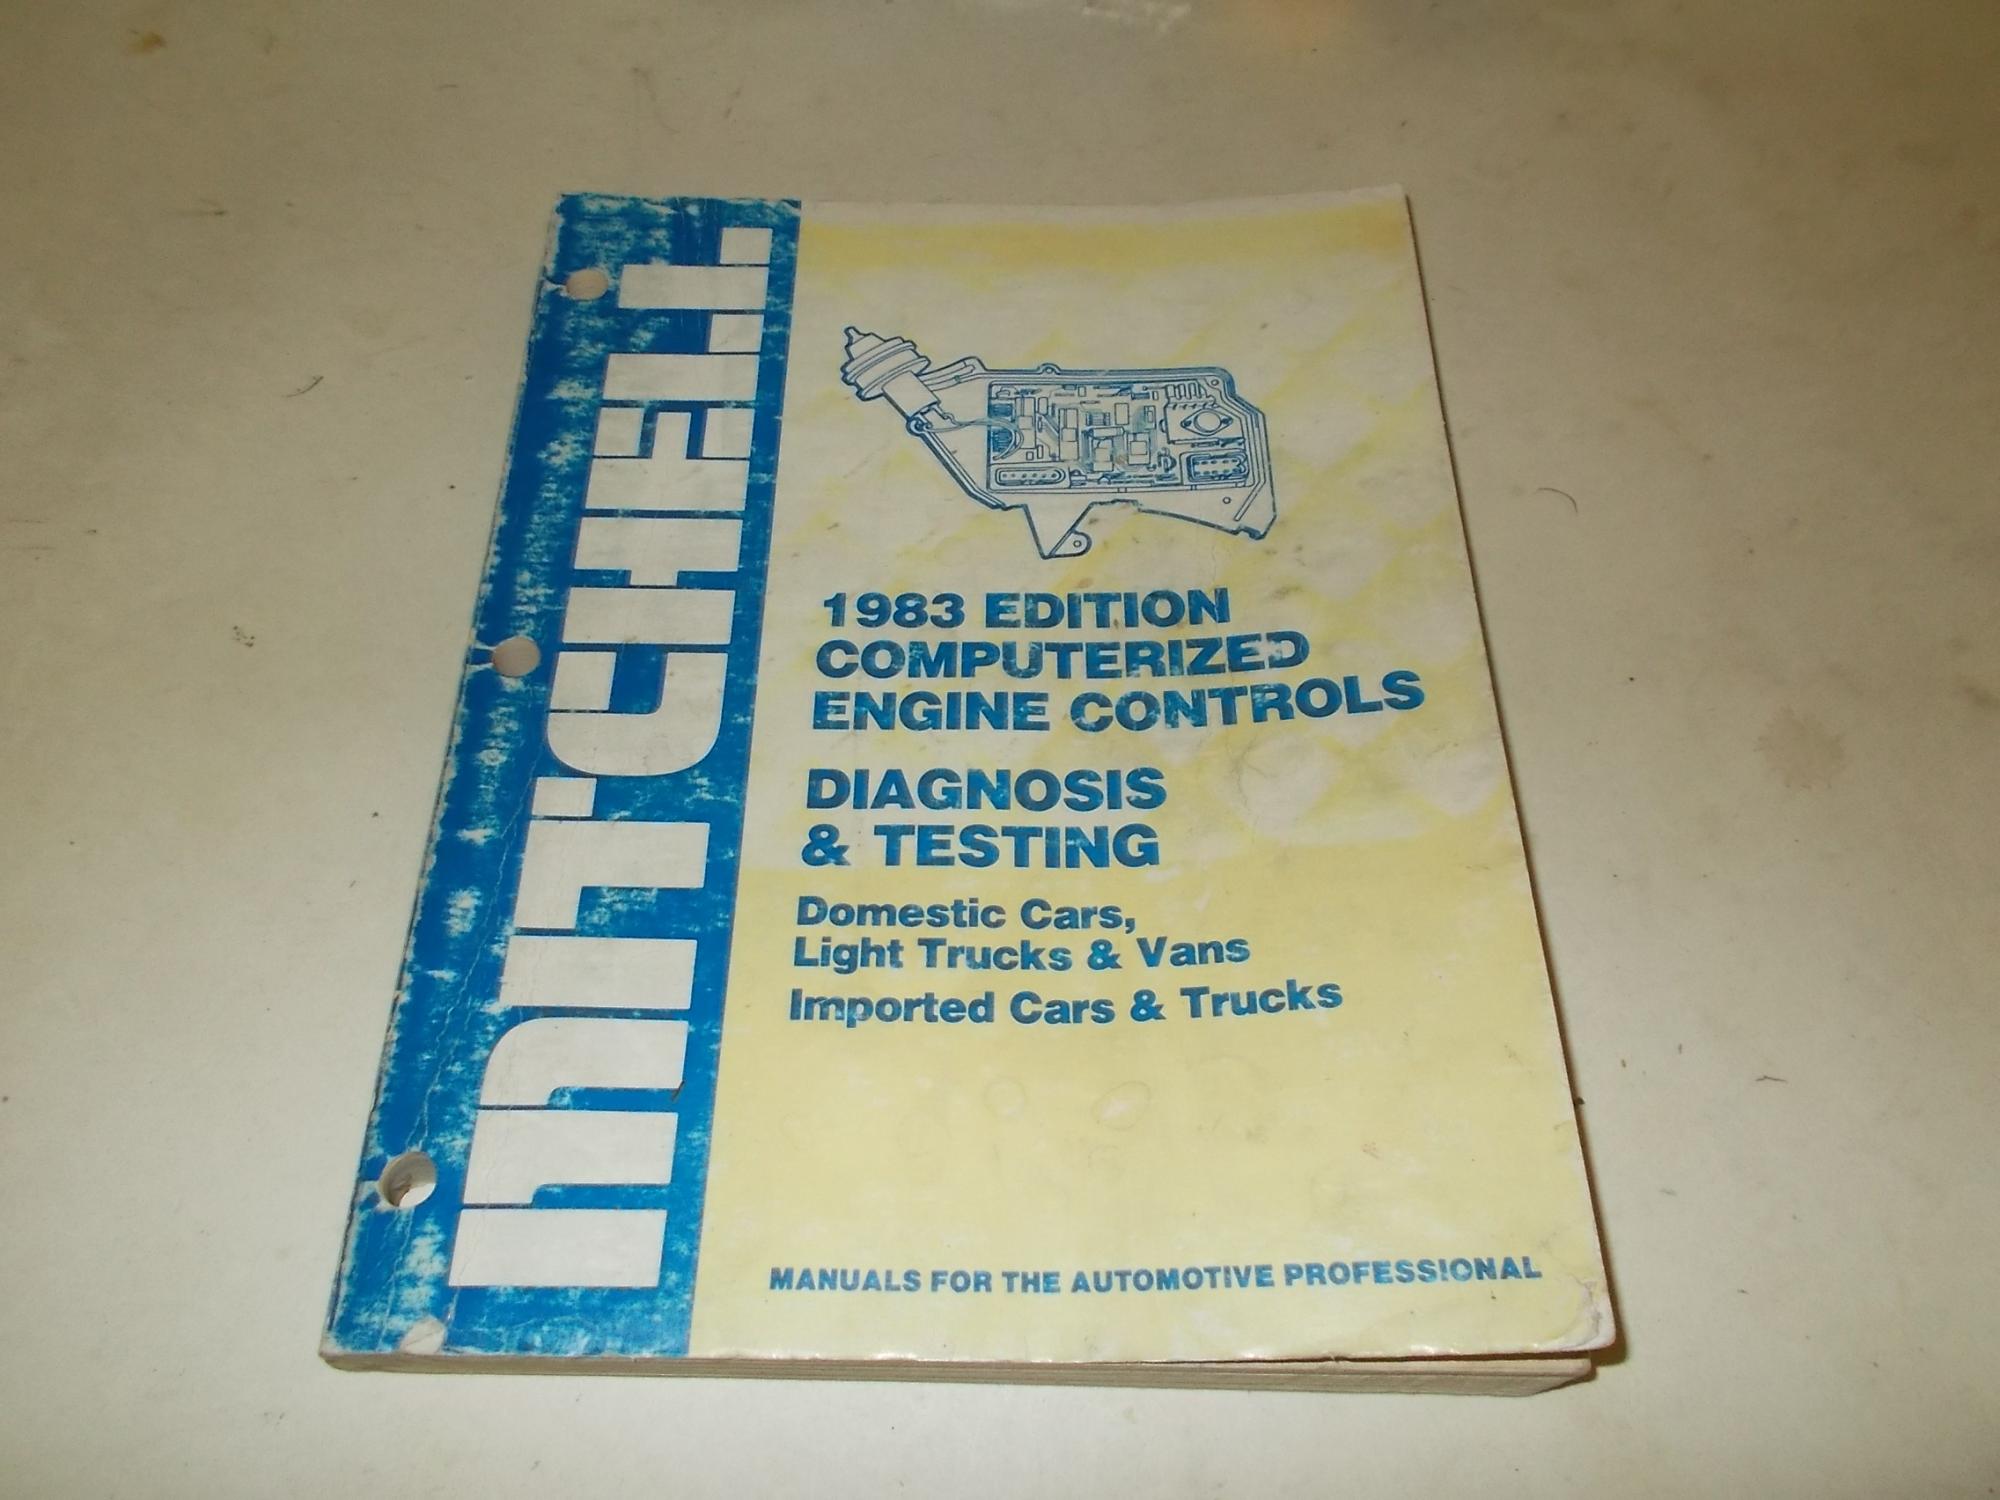 MITCHELL
1983 EDITION
COMPUTERIZED
ENGINE CONTROLS
DIAGNOSIS
& TESTING
Domestic Cars,
Light Trucks & Vans
Imported Cars & Trucks
MANUALS FOR THE AUTOMOTIVE PROFESSIONAL